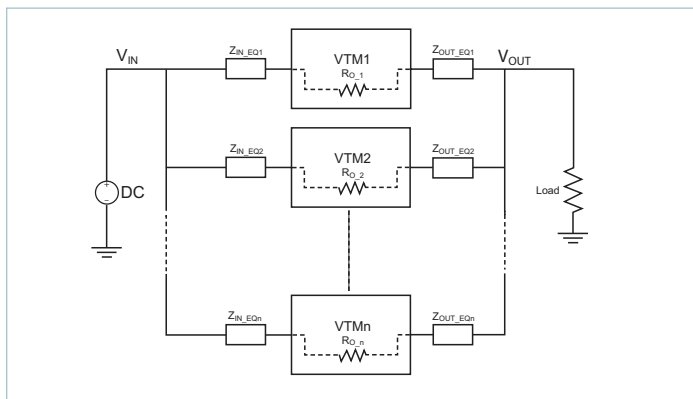 V_IN
Z_IN_EQ1
VTM1
R_O_1
Z_OUT_EQ1
V_OUT
Z_IN_EQ2
VTM2
R_O_2
Z_OUT_EQ2
+
DC
–
Load
Z_IN_EQn
VTMn
R_O_n
Z_OUT_EQn